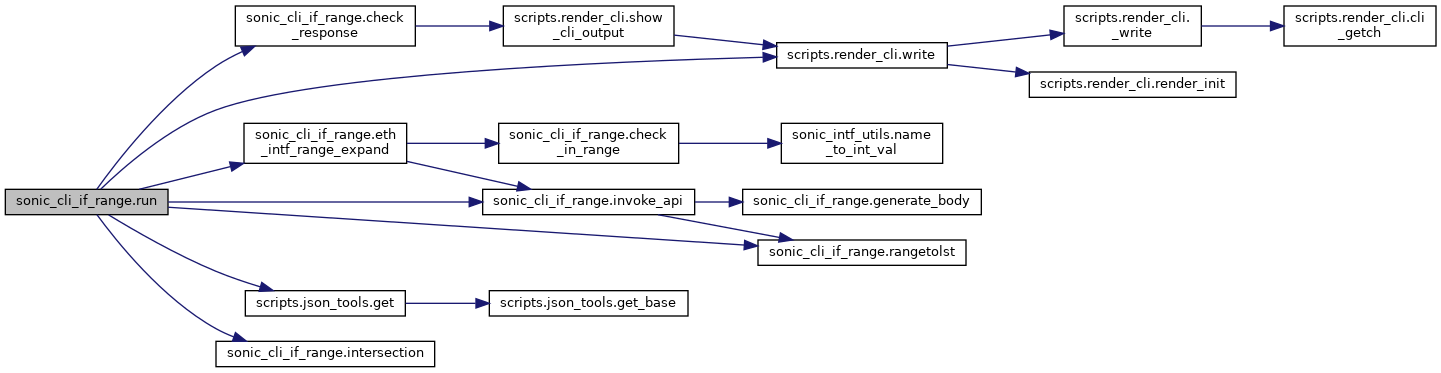 sonic_cli_if_range.run
sonic_cli_if_range.check
_response
scripts.render_cli.show
_cli_output
scripts.render_cli.write
scripts.render_cli.
_write
scripts.render_cli.cli
_getch
scripts.render_cli.render_init
sonic_cli_if_range.eth
_intf_range_expand
sonic_cli_if_range.check
_in_range
sonic_intf_utils.name
_to_int_val
sonic_cli_if_range.invoke_api
sonic_cli_if_range.generate_body
sonic_cli_if_range.rangetolst
scripts.json_tools.get
scripts.json_tools.get_base
sonic_cli_if_range.intersection